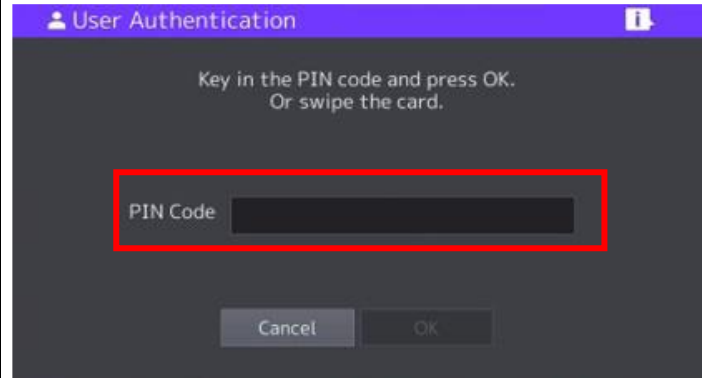 User Authentication
i
Key in the PIN code and press OK.
Or swipe the card.
PIN Code
Cancel
OK